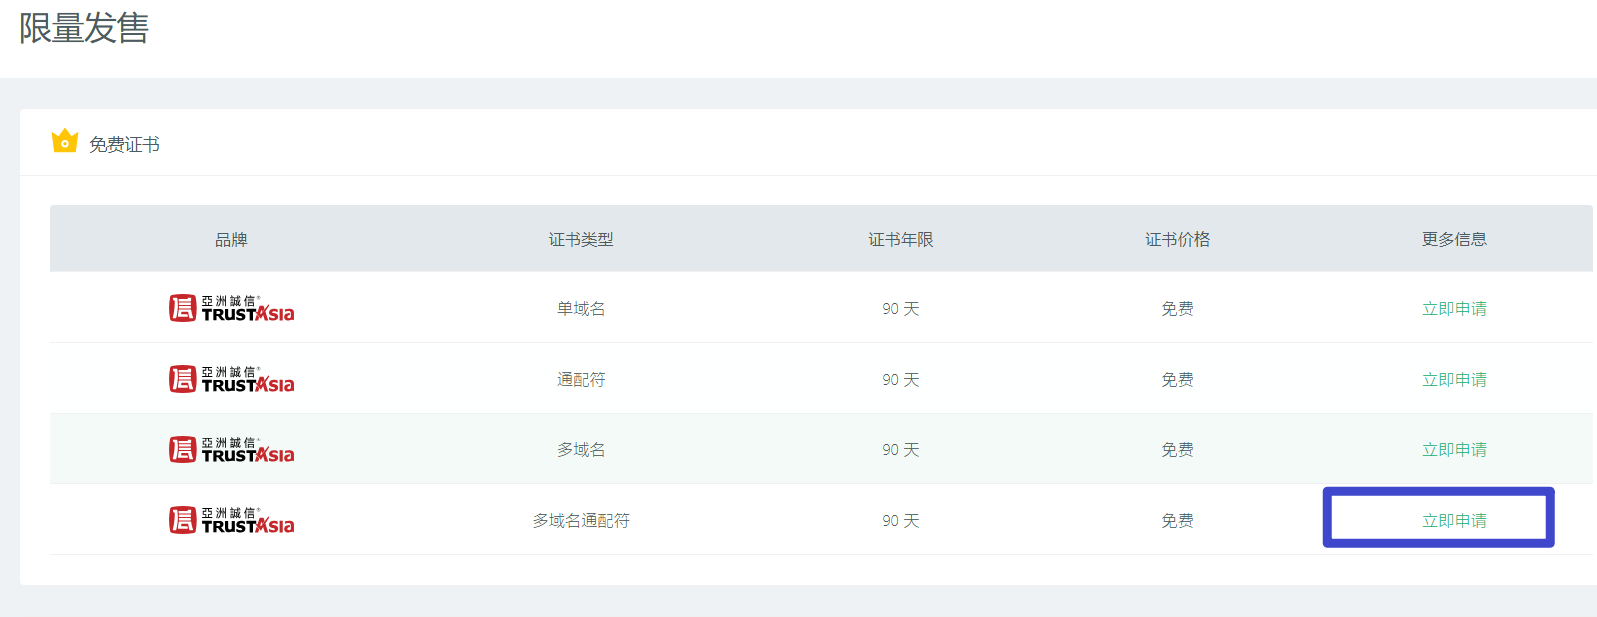 限量发售
免费证书
品牌 证书类型 证书年限 证书价格 更多信息
亞洲誠信® TRUSTAsia 单域名 90 天 免费 立即申请
亞洲誠信® TRUSTAsia 通配符 90 天 免费 立即申请
亞洲誠信® TRUSTAsia 多域名 90 天 免费 立即申请
亞洲誠信® TRUSTAsia 多域名通配符 90 天 免费 立即申请